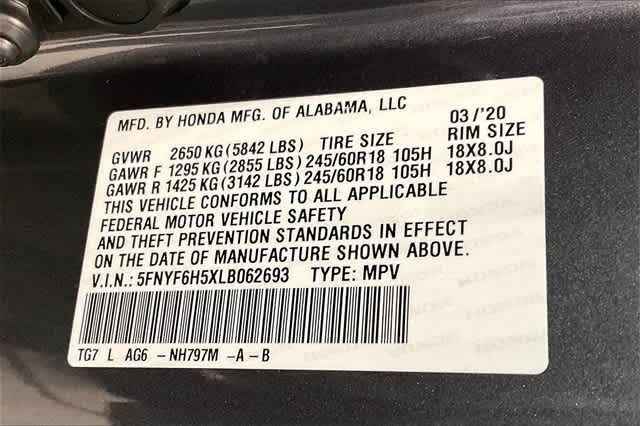 MFD. BY HONDA MFG. OF ALABAMA, LLC 03/'20
GVWR 2650 KG (5842 LBS) TIRE SIZE RIM SIZE
GAWR F 1295 KG (2855 LBS) 245/60R18 105H 18X8.0J
GAWR R 1425 KG (3142 LBS) 245/60R18 105H 18X8.0J
THIS VEHICLE CONFORMS TO ALL APPLICABLE
FEDERAL MOTOR VEHICLE SAFETY
AND THEFT PREVENTION STANDARDS IN EFFECT
ON THE DATE OF MANUFACTURE SHOWN ABOVE.
V.I.N.: 5FNYF6H5XLB062693 TYPE: MPV
TG7 L AG6 -NH797M -A-B